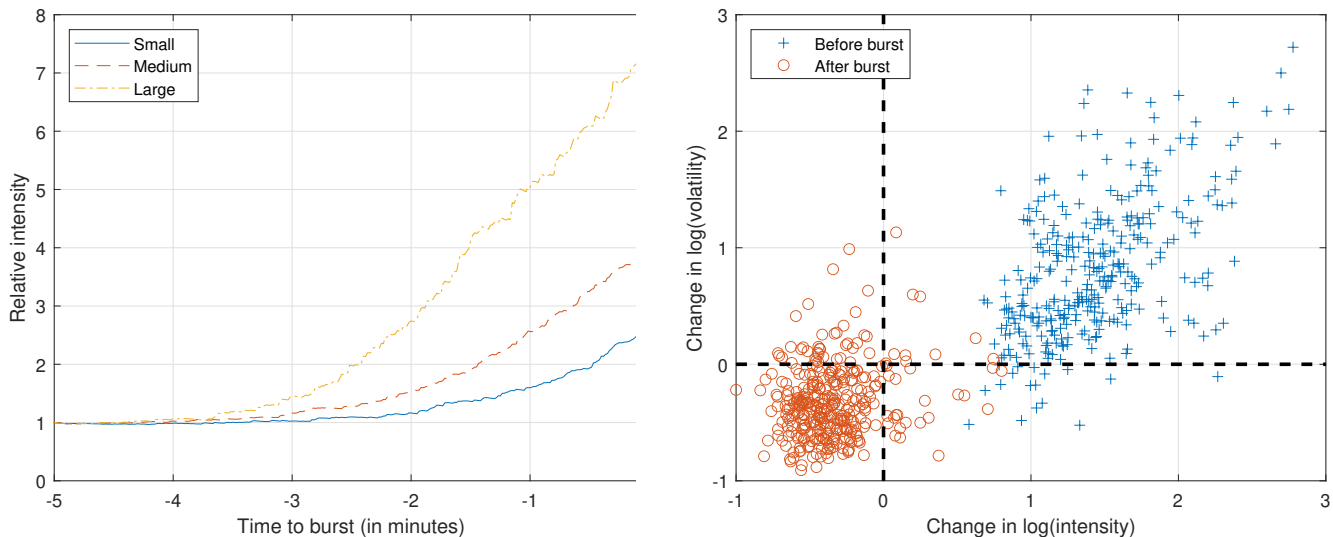 8
7
6
5
4
3
2
1
0
Relative intensity
Small
Medium
Large
-5
-4
-3
-2
-1
Time to burst (in minutes)
3
2
1
0
-1
Change in log(volatility)
Before burst
After burst
-1
0
1
2
3
Change in log(intensity)